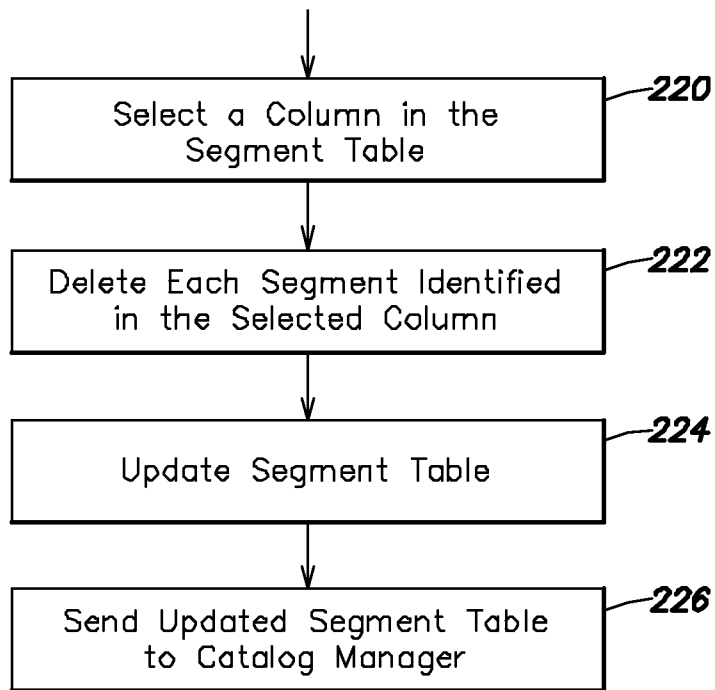 220
Select a Column in the
Segment Table
222
Delete Each Segment Identified
in the Selected Column
224
Update Segment Table
226
Send Updated Segment Table
to Catalog Manager